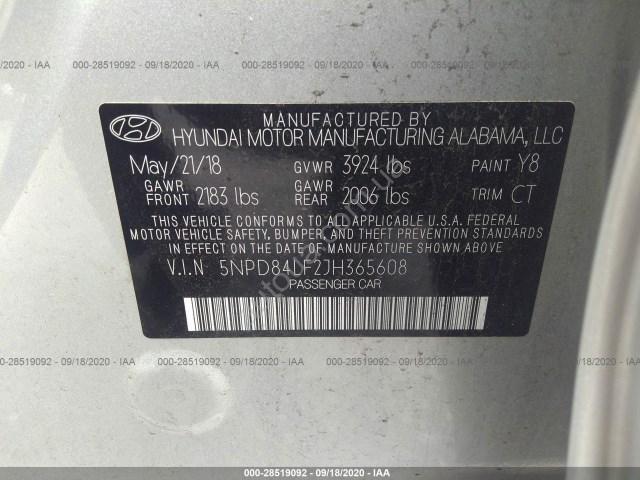 000-28519092 - 09/18/2020 - IAA
MANUFACTURED BY
HYUNDAI MOTOR MANUFACTURING ALABAMA, LLC
May/21/18 GVWR 3924 lbs PAINT Y8
GAWR FRONT 2183 lbs GAWR REAR 2006 lbs TRIM CT
THIS VEHICLE CONFORMS TO ALL APPLICABLE U.S.A. FEDERAL
MOTOR VEHICLE SAFETY, BUMPER, AND THEFT PREVENTION STANDARDS
IN EFFECT ON THE DATE OF MANUFACTURE SHOWN ABOVE.
V.I.N 5NPD84LF2JH365608
PASSENGER CAR
000-28519092 - 09/18/2020 - IAA
000-28519092 - 09/18/2020 - IAA